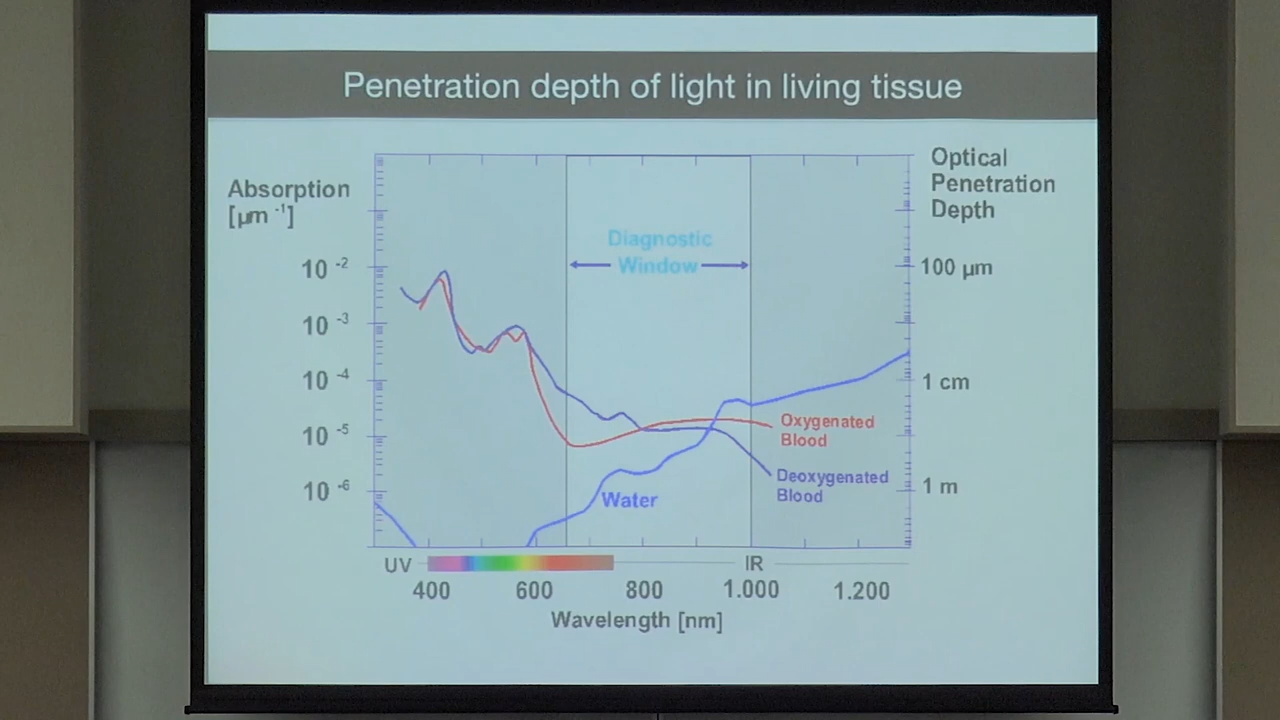 Penetration depth of light in living tissue
Absorption
[µm -1]
10 -2
10 -3
10 -4
10 -5
10 -6
Diagnostic
Window
Optical
Penetration
Depth
100 µm
1 cm
1 m
Oxygenated
Blood
Deoxygenated
Blood
Water
UV
IR
400
600
800
1.000
1.200
Wavelength [nm]